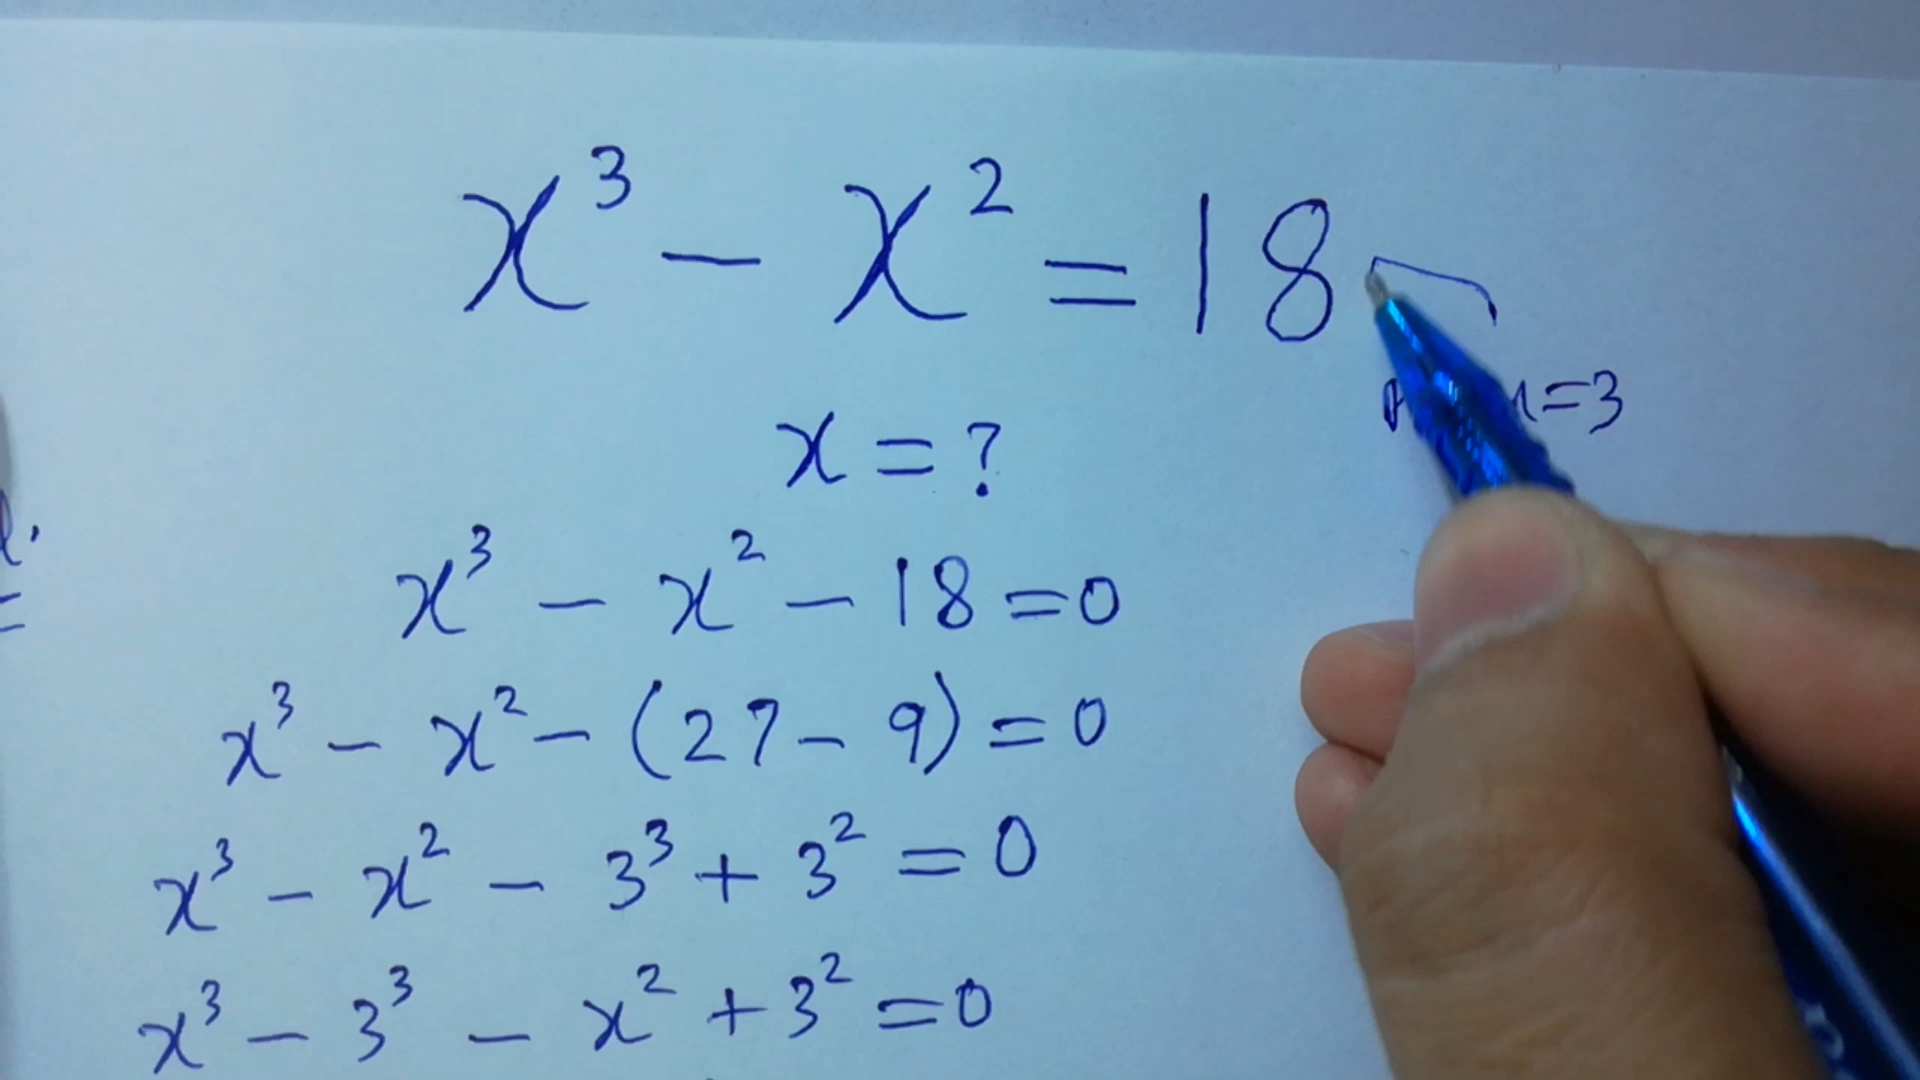 x³ - x² = 18
x = ?
=3
x³ - x² - 18 = 0
x³ - x² - (27 - 9) = 0
x³ - x² - 3³ + 3² = 0
x³ - 3³ - x² + 3² = 0